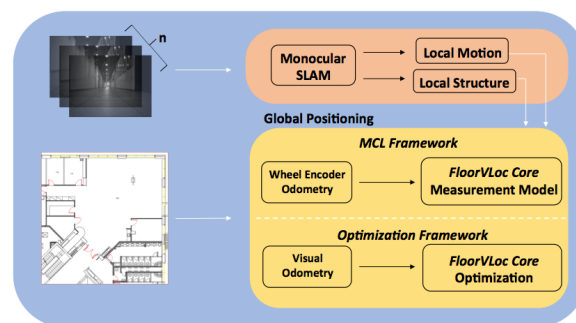 n
Monocular
SLAM
Local Motion
Local Structure
Global Positioning
MCL Framework
Wheel Encoder
Odometry
FloorVLoc Core
Measurement Model
Optimization Framework
Visual
Odometry
FloorVLoc Core
Optimization